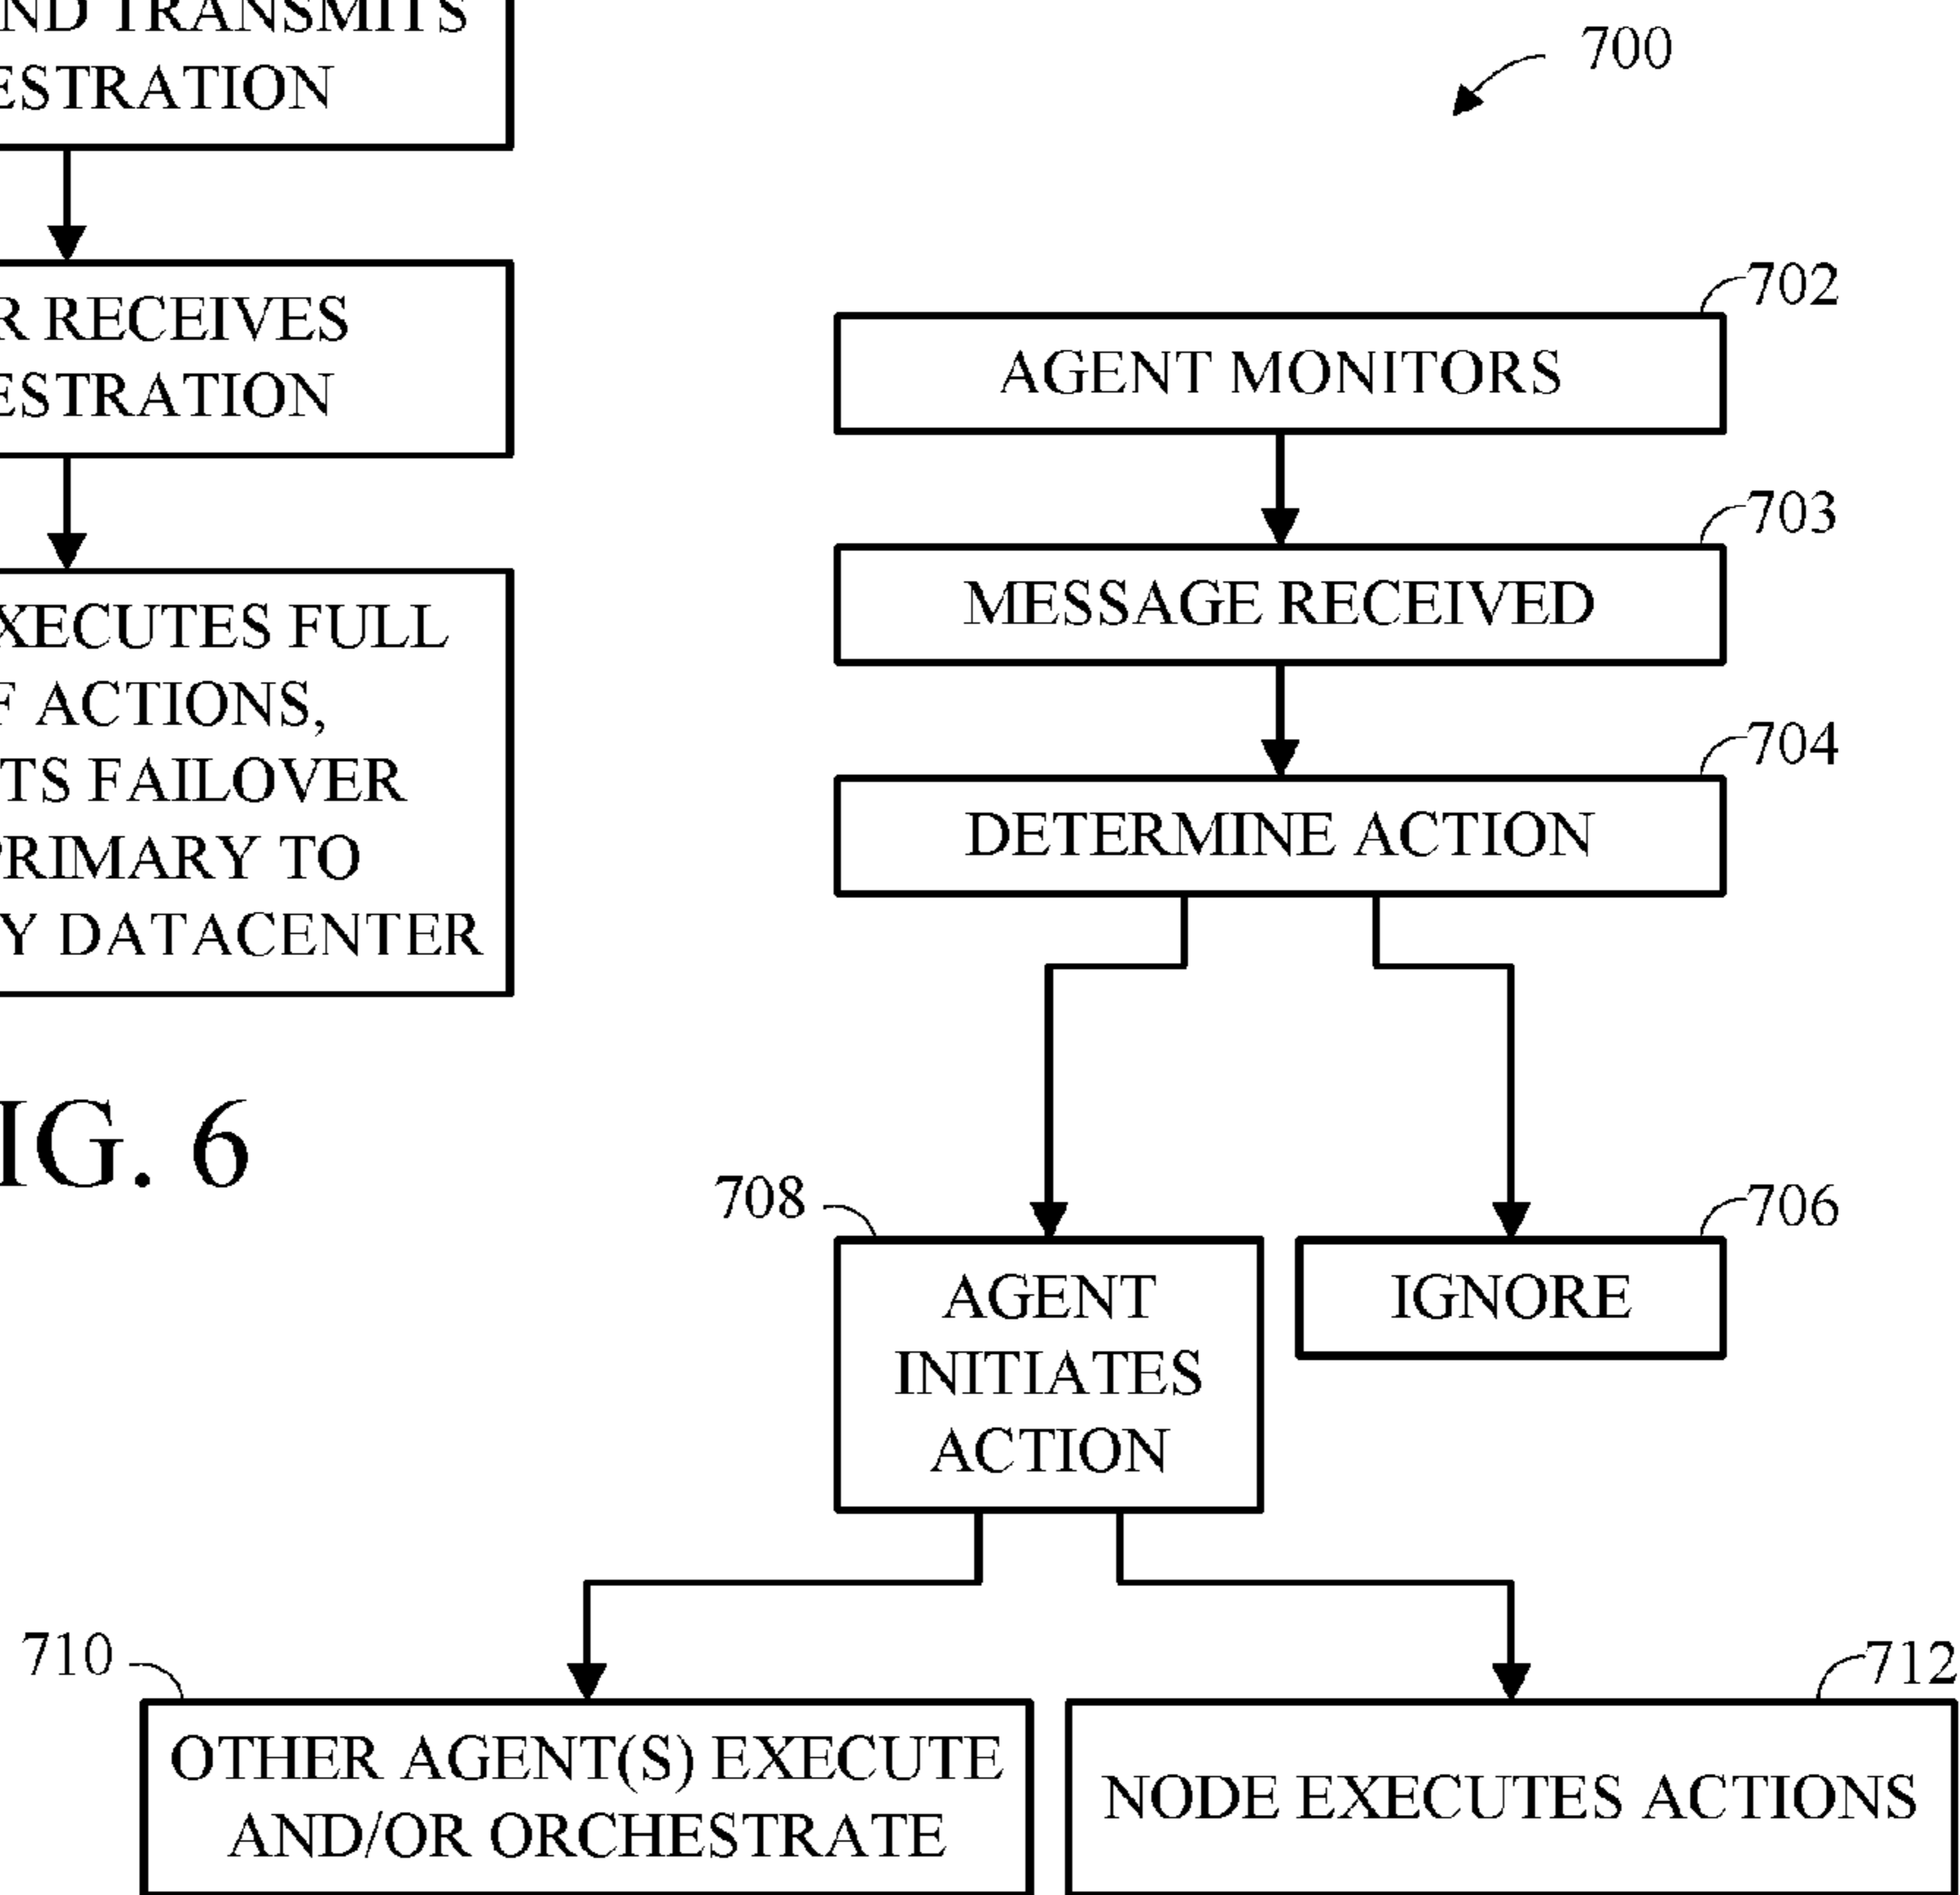 ND TRANSMITS
ESTRATION
R RECEIVES
ESTRATION
XECUTES FULL
F ACTIONS,
TS FAILOVER
PRIMARY TO
Y DATACENTER
IG. 6
700
702
AGENT MONITORS
703
MESSAGE RECEIVED
704
DETERMINE ACTION
708
AGENT
INITIATES
ACTION
706
IGNORE
710
OTHER AGENT(S) EXECUTE
AND/OR ORCHESTRATE
712
NODE EXECUTES ACTIONS